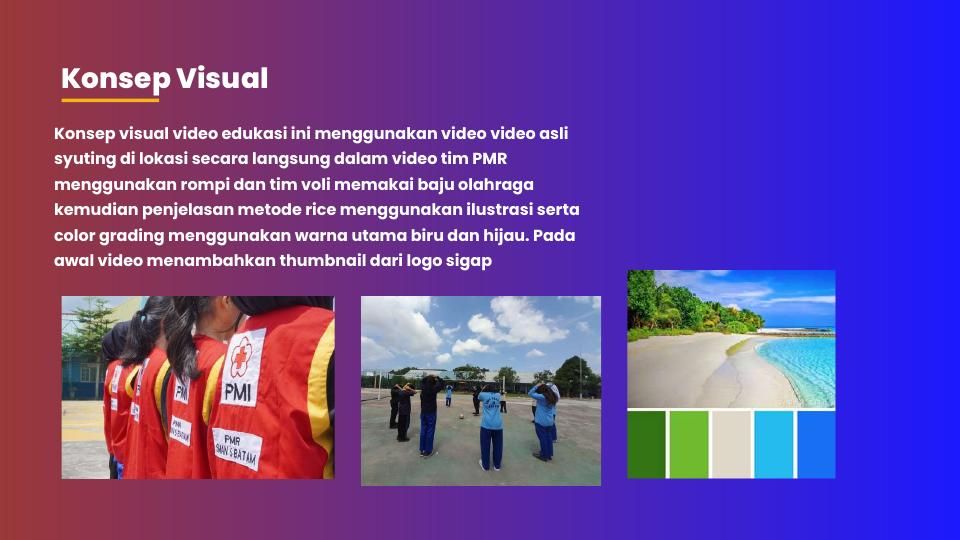 Konsep Visual
Konsep visual video edukasi ini menggunakan video video asli
syuting di lokasi secara langsung dalam video tim PMR
menggunakan rompi dan tim voli memakai baju olahraga
kemudian penjelasan metode rice menggunakan ilustrasi serta
color grading menggunakan warna utama biru dan hijau. Pada
awal video menambahkan thumbnail dari logo sigap
PMI
PMR